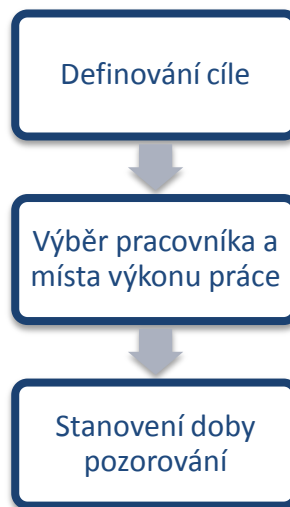 Definování cíle
Výběr pracovníka a
místa výkonu práce
Stanovení doby
pozorování